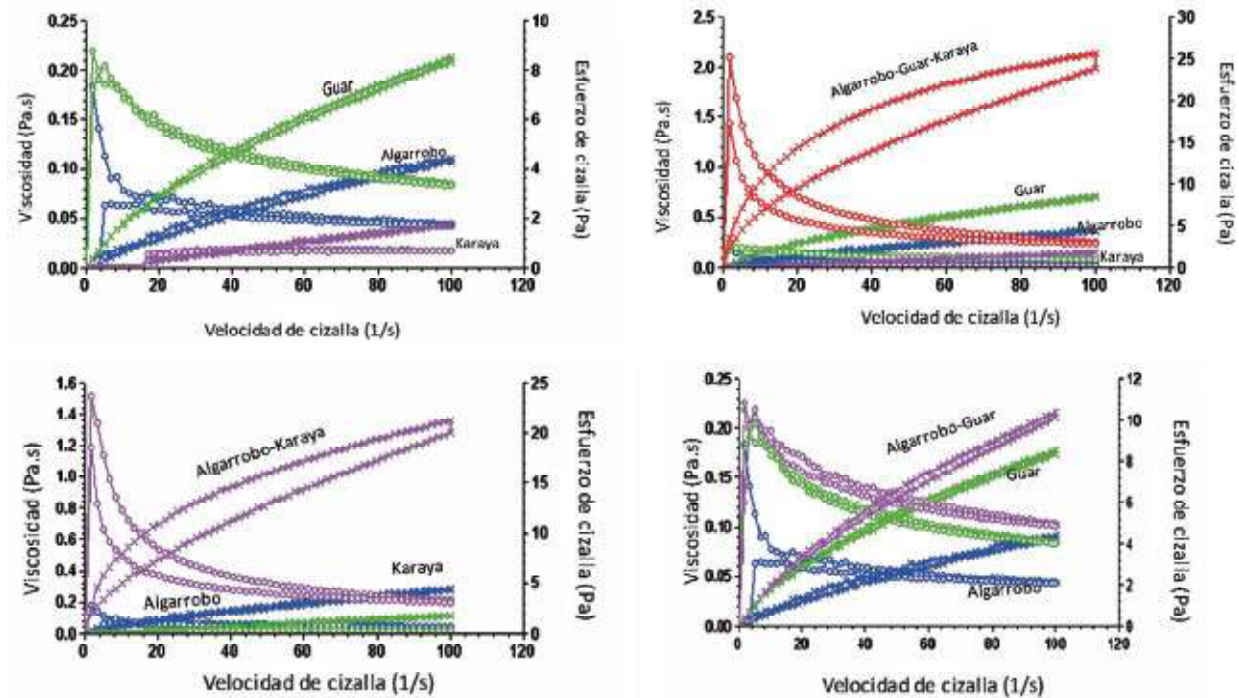 0.25
0.20
0.15
0.10
0.05
0.00
Viscosidad (Pa.s)
10
8
6
4
2
0
Esfuerzo de cizalla (Pa)
Guar
Algarrobo
Karaya
0 20 40 60 80 100 120
Velocidad de cizalla (1/s)
2.5
2.0
1.5
1.0
0.5
0.0
Viscosidad (Pa.s)
30
25
20
15
10
5
0
Esfuerzo de cizalla (Pa)
Algarrobo-Guar-Karaya
Guar
Algarrobo
Karaya
0 20 40 60 80 100 120
Velocidad de cizalla (1/s)
1.6
1.4
1.2
1.0
0.8
0.6
0.4
0.2
0.0
Viscosidad (Pa.s)
25
20
15
10
5
0
Esfuerzo de cizalla (Pa)
Algarrobo-Karaya
Karaya
Algarrobo
0 20 40 60 80 100 120
Velocidad de cizalla (1/s)
0.25
0.20
0.15
0.10
0.05
0.00
Viscosidad (Pa.s)
12
10
8
6
4
2
0
Esfuerzo de cizalla (Pa)
Algarrobo-Guar
Guar
Algarrobo
0 20 40 60 80 100 120
Velocidad de cizalla (1/s)